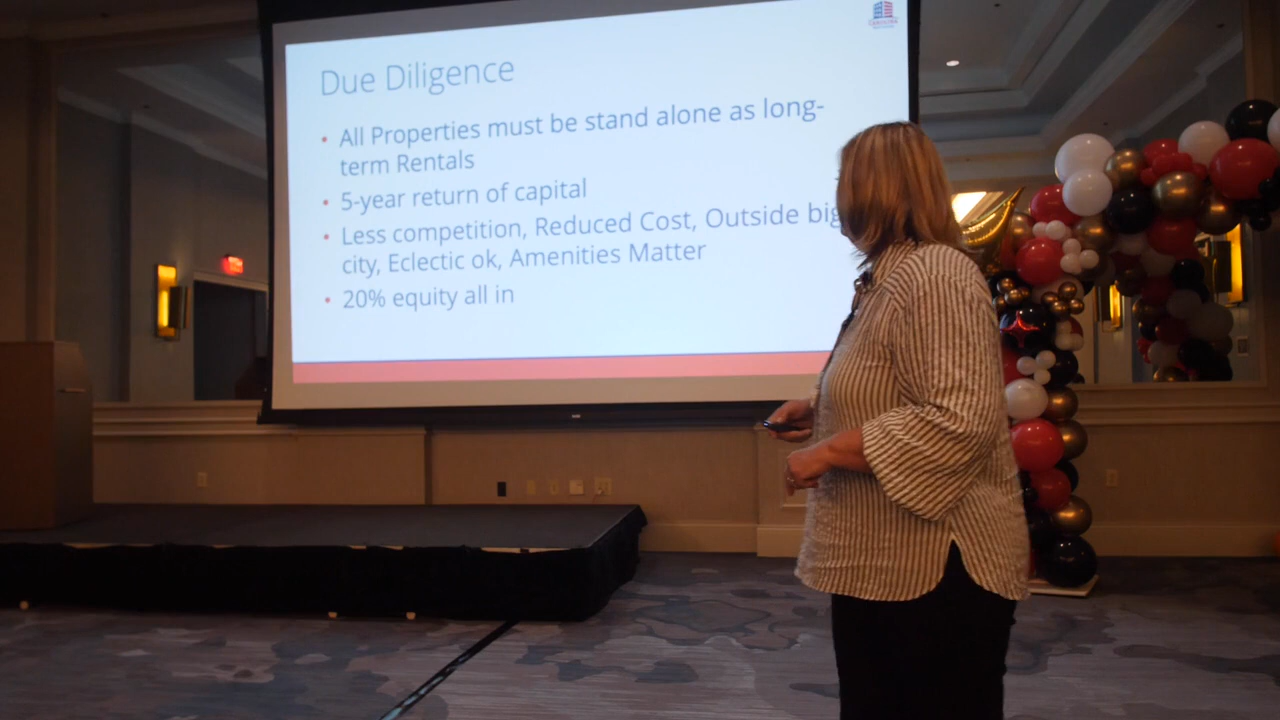 Due Diligence
• All Properties must be stand alone as long-
term Rentals
• 5-year return of capital
• Less competition, Reduced Cost, Outside big
city, Eclectic ok, Amenities Matter
• 20% equity all in